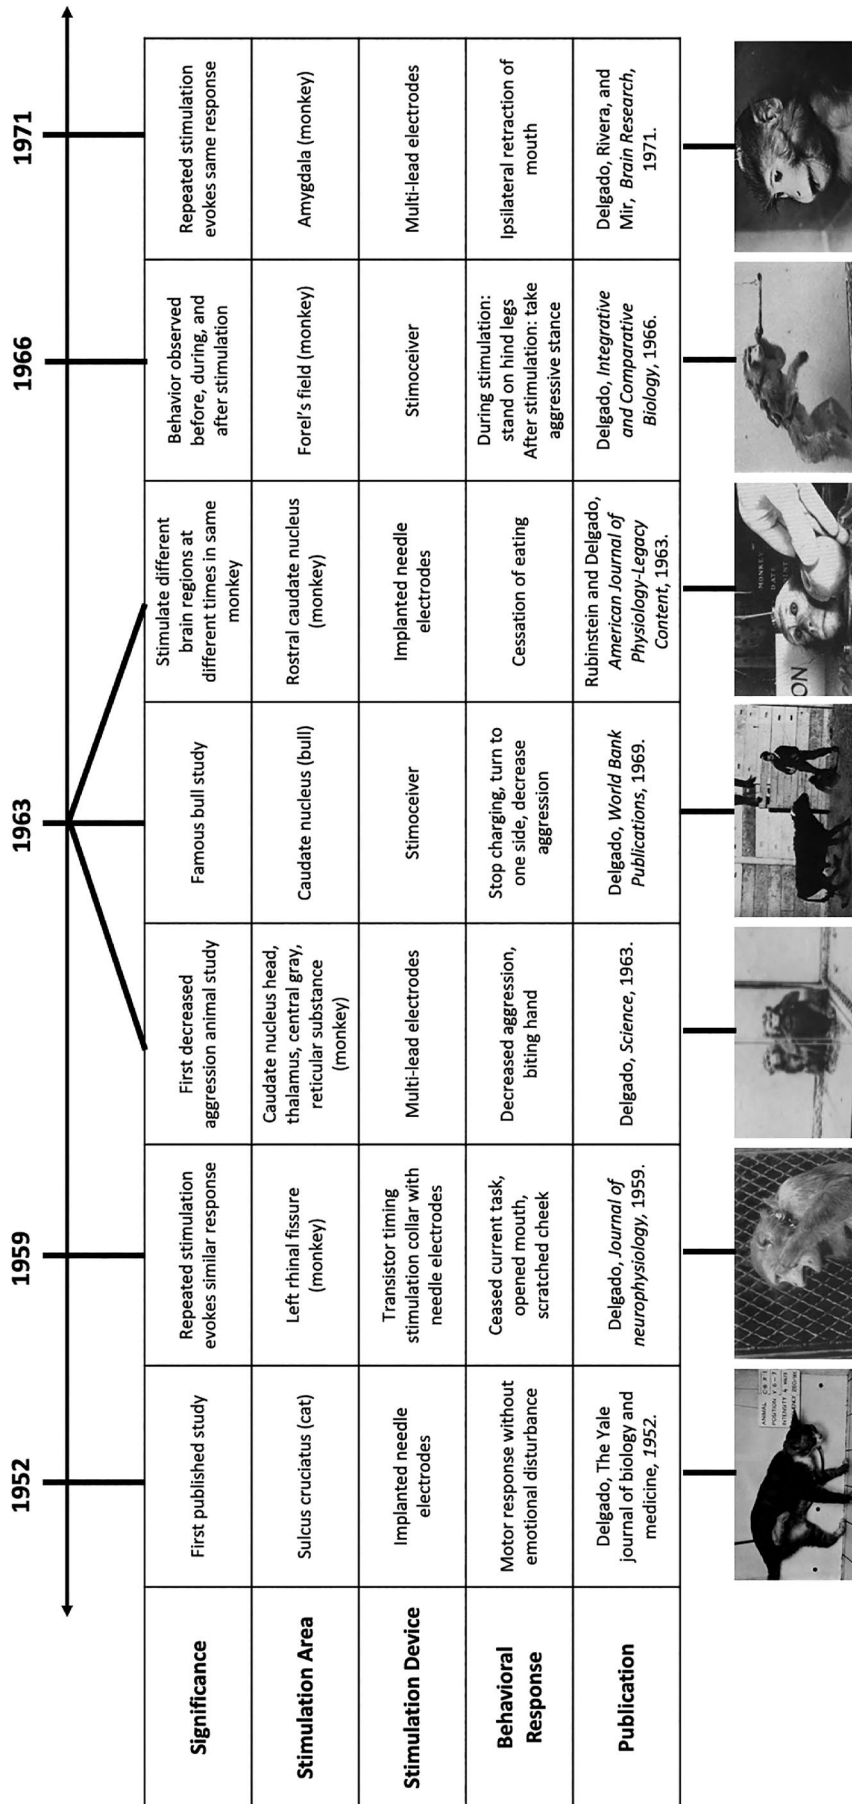 1952
1959
1963
1966
1971
Significance
First published study
Repeated stimulation
evokes similar response
First decreased
aggression animal study
Famous bull study
Stimulate different
brain regions at
different times in same
monkey
Behavior observed
before, during, and
after stimulation
Repeated stimulation
evokes same response
Stimulation Area
Sulcus cruciatus (cat)
Left rhinal fissure
(monkey)
Caudate nucleus head,
thalamus, central gray,
reticular substance
(monkey)
Caudate nucleus (bull)
Rostral caudate nucleus
(monkey)
Forel's field (monkey)
Amygdala (monkey)
Stimulation Device
Implanted needle
electrodes
Transistor timing
stimulation collar with
needle electrodes
Multi-lead electrodes
Stimoceiver
Implanted needle
electrodes
Stimoceiver
Multi-lead electrodes
Behavioral
Response
Motor response without
emotional disturbance
Ceased current task,
opened mouth,
scratched cheek
Decreased aggression,
biting hand
Stop charging, turn to
one side, decrease
aggression
Cessation of eating
During stimulation:
stand on hind legs
After stimulation: take
aggressive stance
Ipsilateral retraction of
mouth
Publication
Delgado, The Yale
journal of biology and
medicine, 1952.
Delgado, Journal of
neurophysiology, 1959.
Delgado, Science, 1963.
Delgado, World Bank
Publications, 1969.
Rubinstein and Delgado,
American Journal of
Physiology-Legacy
Content, 1963.
Delgado, Integrative
and Comparative
Biology, 1966.
Delgado, Rivera, and
Mir, Brain Research,
1971.
ANIMAL
POSITION
INTENSITY
MONKEY
DATE
ON